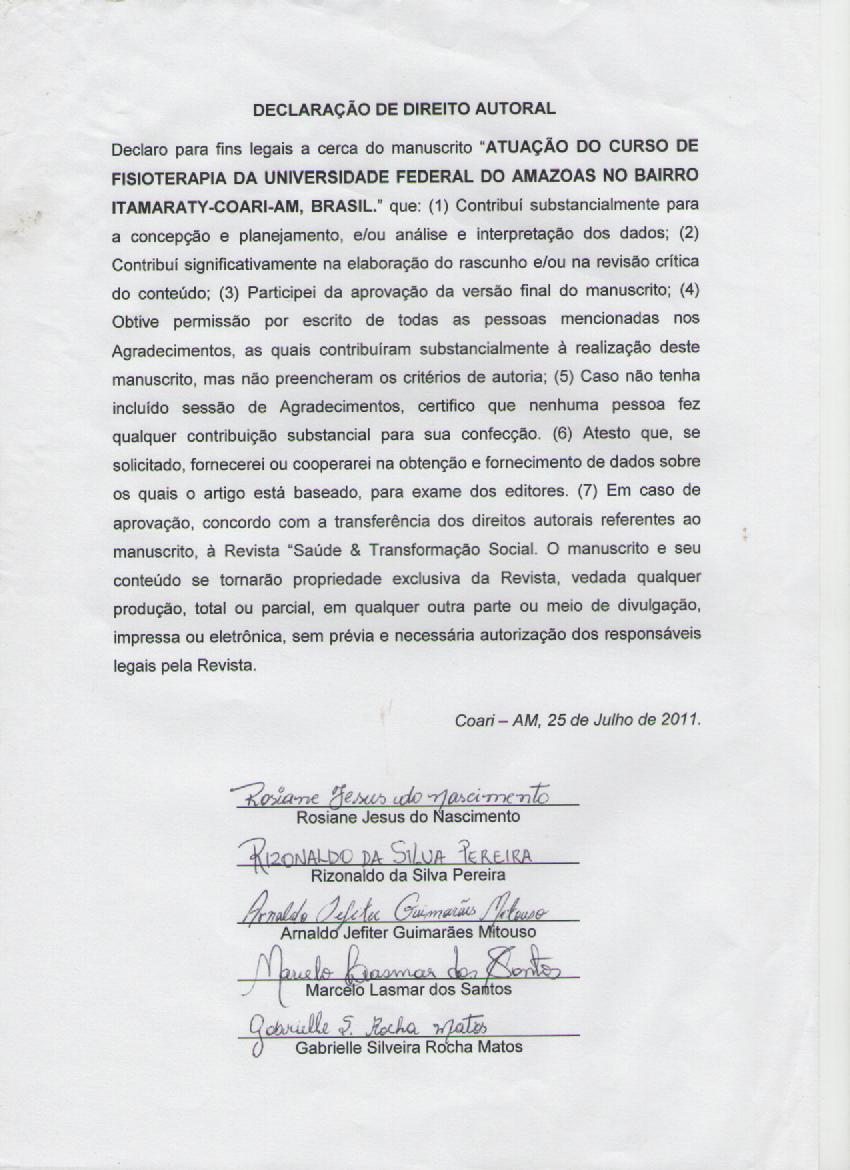 DECLARAÇÃO DE DIREITO AUTORAL
Declaro para fins legais a cerca do manuscrito “ATUAÇÃO DO CURSO DE
FISIOTERAPIA DA UNIVERSIDADE FEDERAL DO AMAZOAS NO BAIRRO
ITAMARATY-COARI-AM, BRASIL.” que: (1) Contribuí substancialmente para
a concepção e planejamento, e/ou análise e interpretação dos dados; (2)
Contribuí significativamente na elaboração do rascunho e/ou na revisão crítica
do conteúdo; (3) Participei da aprovação da versão final do manuscrito; (4)
Obtive permissão por escrito de todas as pessoas mencionadas nos
Agradecimentos, as quais contribuíram substancialmente à realização deste
manuscrito, mas não preencheram os critérios de autoria; (5) Caso não tenha
incluído sessão de Agradecimentos, certifico que nenhuma pessoa fez
qualquer contribuição substancial para sua confecção. (6) Atesto que, se
solicitado, fornecerei ou cooperarei na obtenção e fornecimento de dados sobre
os quais o artigo está baseado, para exame dos editores. (7) Em caso de
aprovação, concordo com a transferência dos direitos autorais referentes ao
manuscrito, à Revista “Saúde & Transformação Social. O manuscrito e seu
conteúdo se tornarão propriedade exclusiva da Revista, vedada qualquer
produção, total ou parcial, em qualquer outra parte ou meio de divulgação,
impressa ou eletrônica, sem prévia e necessária autorização dos responsáveis
legais pela Revista.
Coari – AM, 25 de Julho de 2011.
Rosiane Jesus do Nascimento
Rosiane Jesus do Nascimento
RIZONALDO DA SILVA PEREIRA
Rizonaldo da Silva Pereira
Arnaldo Jefiter Guimarães Mitouso
Arnaldo Jefiter Guimarães Mitouso
Marcelo Lasmar dos Santos
Marcelo Lasmar dos Santos
Gabrielle S. Rocha Matos
Gabrielle Silveira Rocha Matos